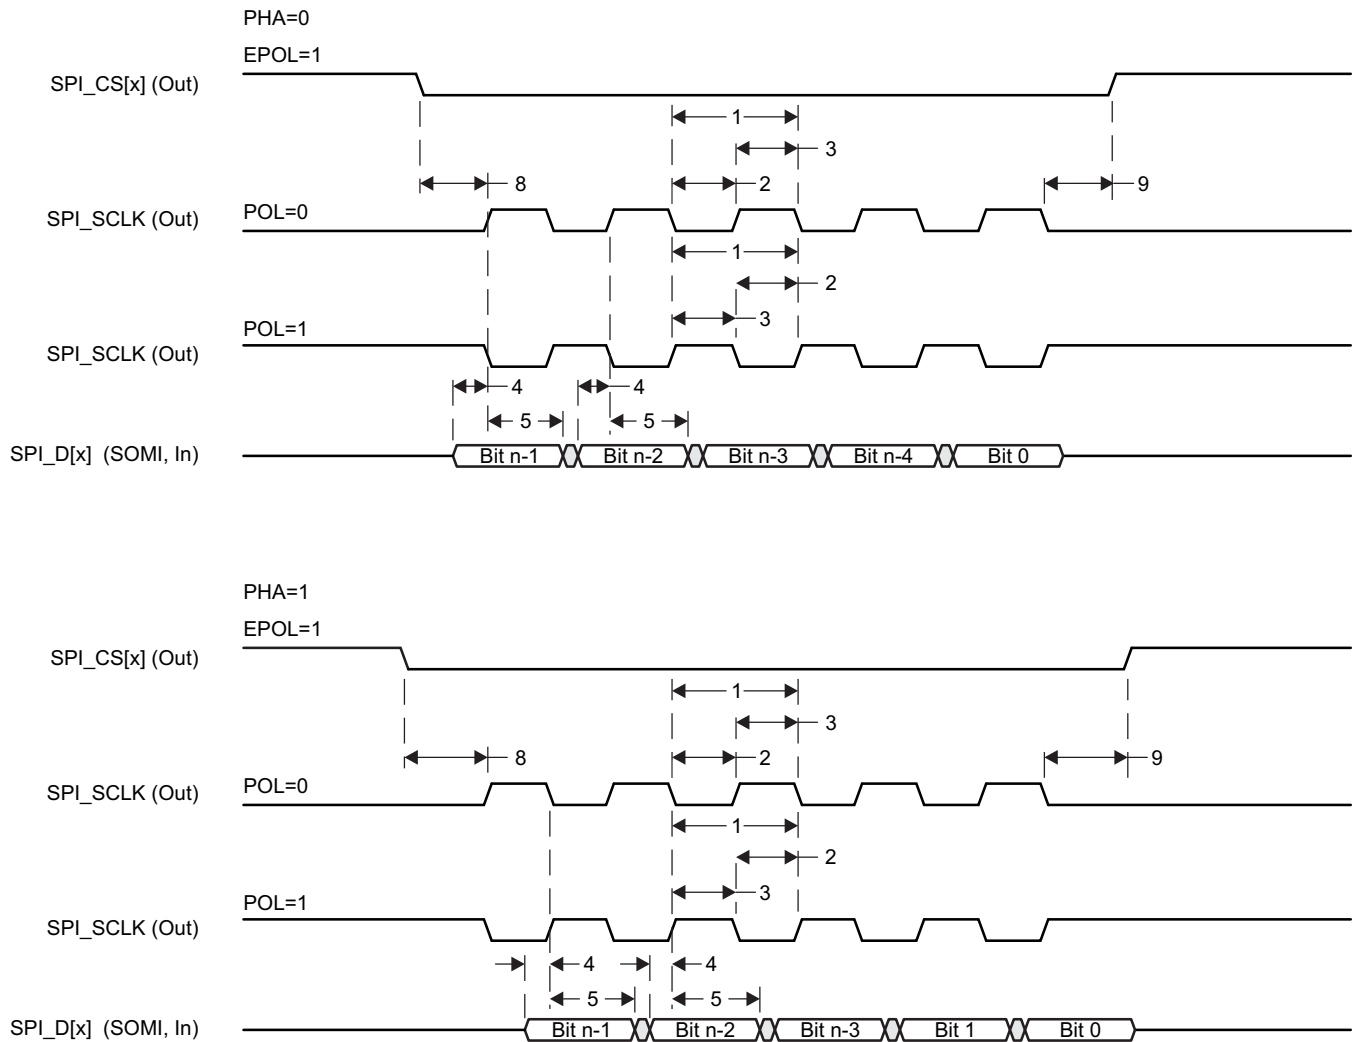 PHA=0
EPOL=1
SPI_CS[x] (Out)
1
3
8
2
9
POL=0
SPI_SCLK (Out)
1
2
3
POL=1
SPI_SCLK (Out)
4
4
5
5
SPI_D[x] (SOMI, In)
Bit n-1
Bit n-2
Bit n-3
Bit n-4
Bit 0
PHA=1
EPOL=1
SPI_CS[x] (Out)
1
3
8
2
9
POL=0
SPI_SCLK (Out)
1
2
3
POL=1
SPI_SCLK (Out)
4
4
5
5
SPI_D[x] (SOMI, In)
Bit n-1
Bit n-2
Bit n-3
Bit 1
Bit 0